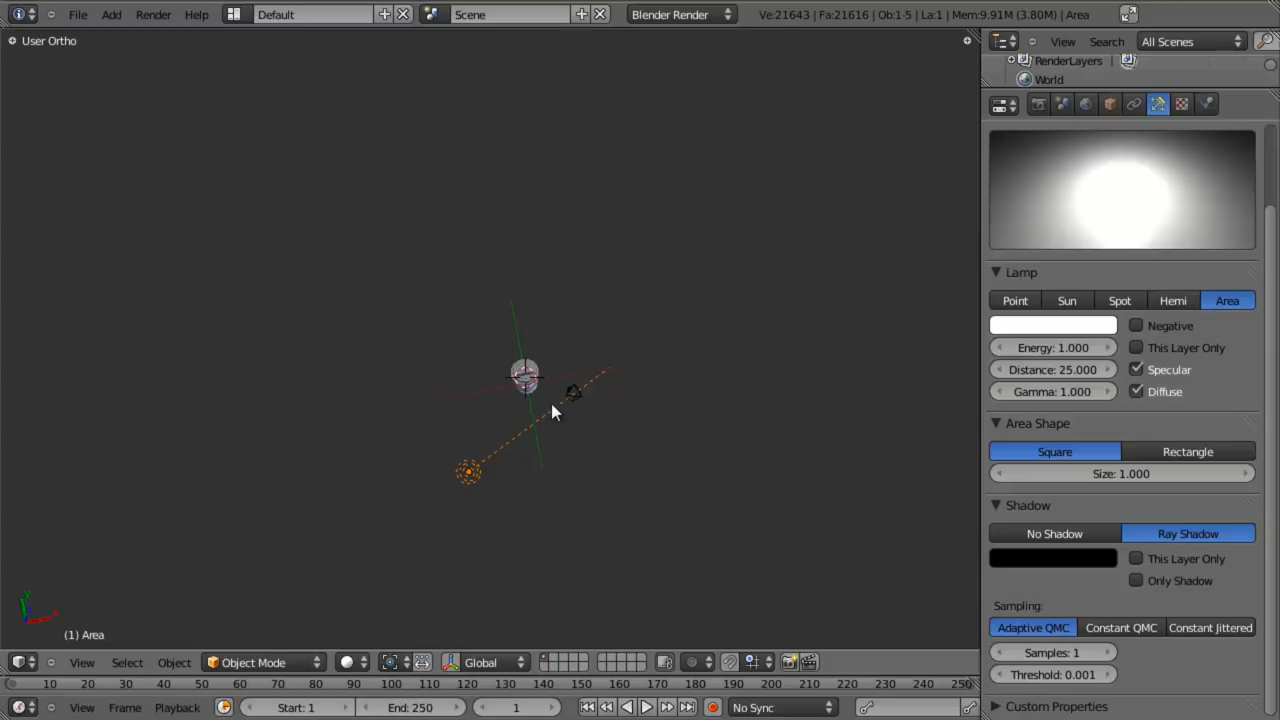 File Add Render Help Default Scene Blender Render Ve:21643 | Fa:21616 | Ob:1-5 | La:1 | Mem:9.91M (3.80M) | Area
User Ortho
View Search All Scenes
RenderLayers |
World
Lamp
Point Sun Spot Hemi Area
Negative
Energy: 1.000 This Layer Only
Distance: 25.000 Specular
Gamma: 1.000 Diffuse
Area Shape
Square Rectangle
Size: 1.000
Shadow
No Shadow Ray Shadow
This Layer Only
Only Shadow
Sampling:
Adaptive QMC Constant QMC Constant Jittered
Samples: 1
Threshold: 0.001
Custom Properties
y
x
(1) Area
View Select Object Object Mode Global
10 20 30 40 50 60 70 80 90 100 110 120 130 140 150 160 170 180 190 200 210 220 230 240 250
View Frame Playback Start: 1 End: 250 1 No Sync